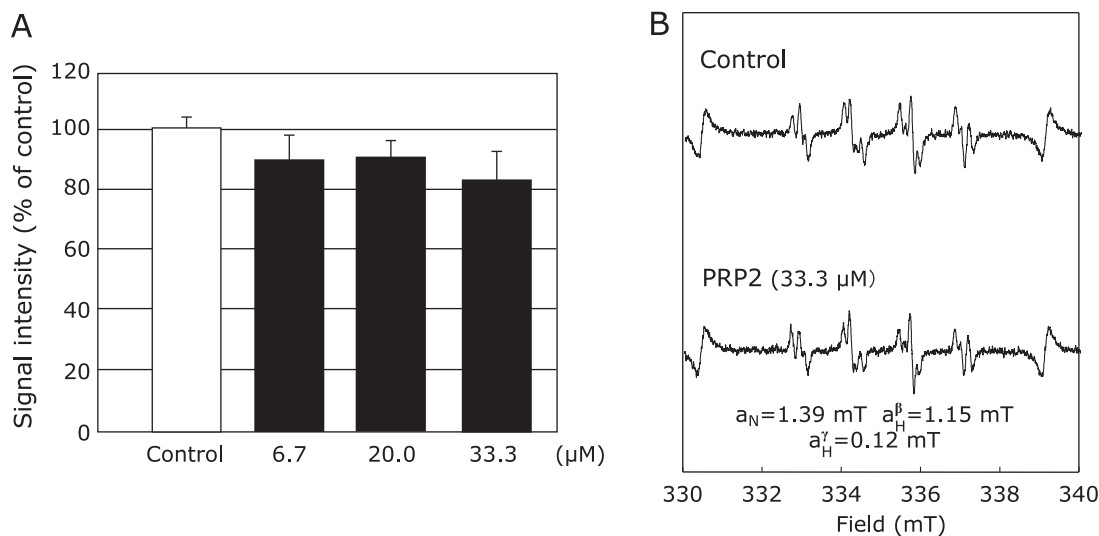 A
Signal intensity (% of control)
120
100
80
60
40
20
0
Control 6.7 20.0 33.3 (µM)
B
Control
PRP2 (33.3 µM)
aN=1.39 mT aHβ=1.15 mT
aHγ=0.12 mT
330 332 334 336 338 340
Field (mT)